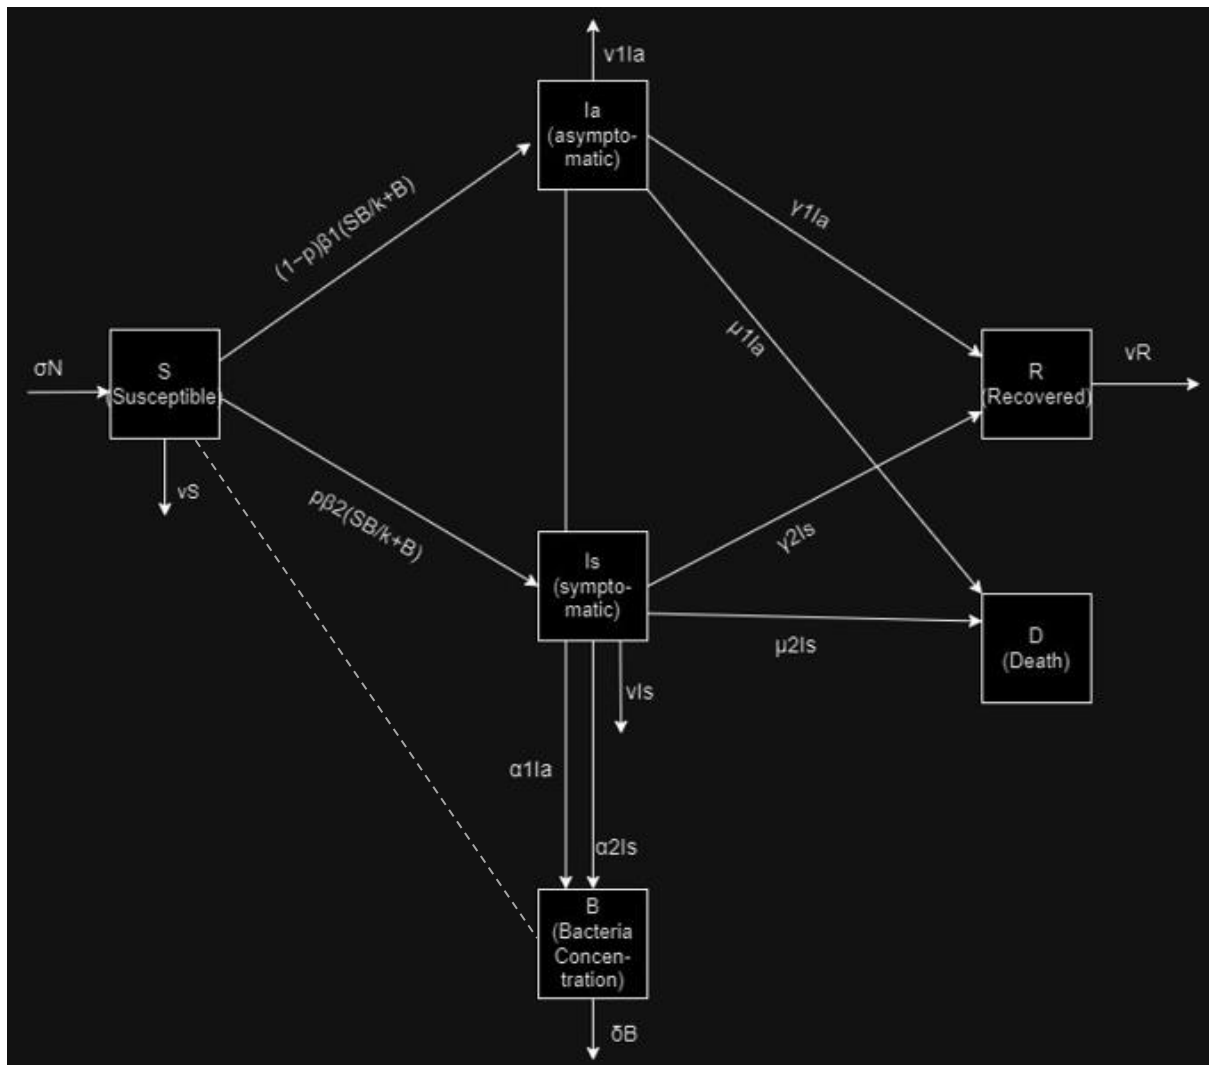 v1Ia
Ia
(asympto-
matic)
(1−p)β1(SB/k+B)
γ1Ia
μ1Ia
σN
S
(Susceptible)
vS
R
(Recovered)
vR
pβ2(SB/k+B)
Is
(sympto-
matic)
γ2Is
μ2Is
D
(Death)
vIs
α1Ia
α2Is
B
(Bacteria
Concen-
tration)
δB